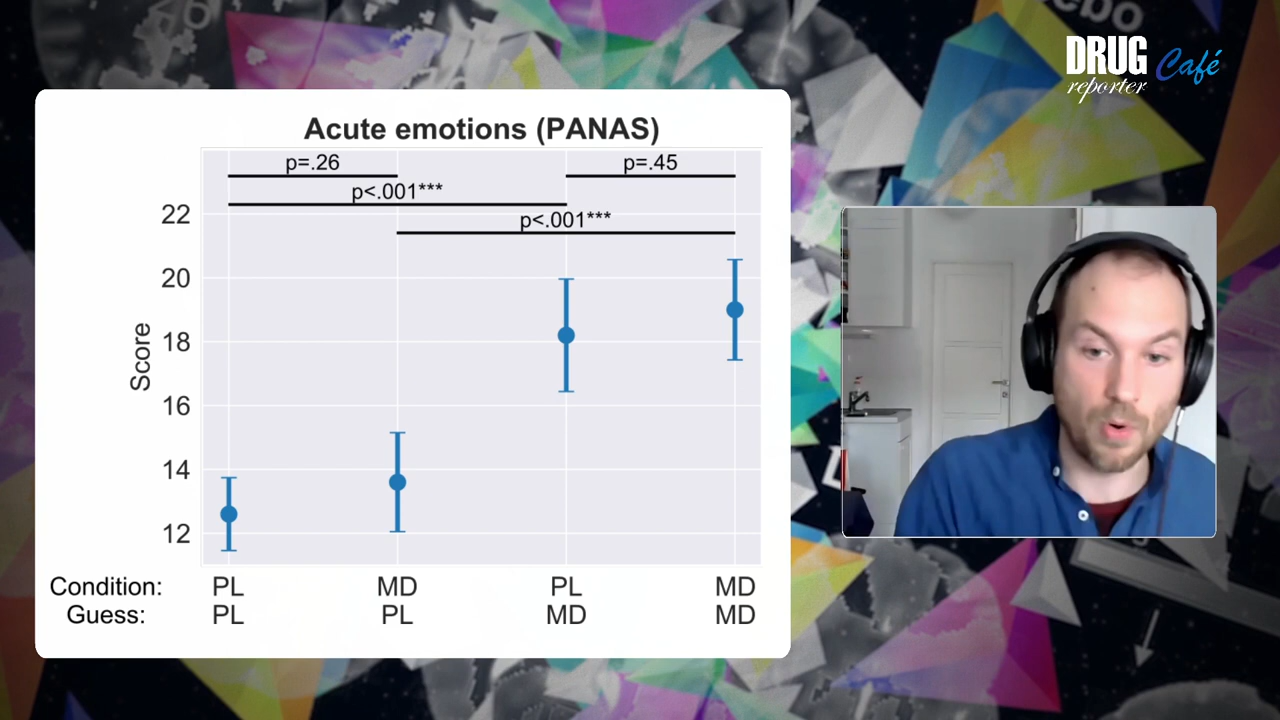 ebo
DRUG
reporter Café
Acute emotions (PANAS)
p=.26
p=.45
p<.001***
p<.001***
22
20
18
16
14
12
Score
Condition: PL MD PL MD
Guess: PL PL MD MD